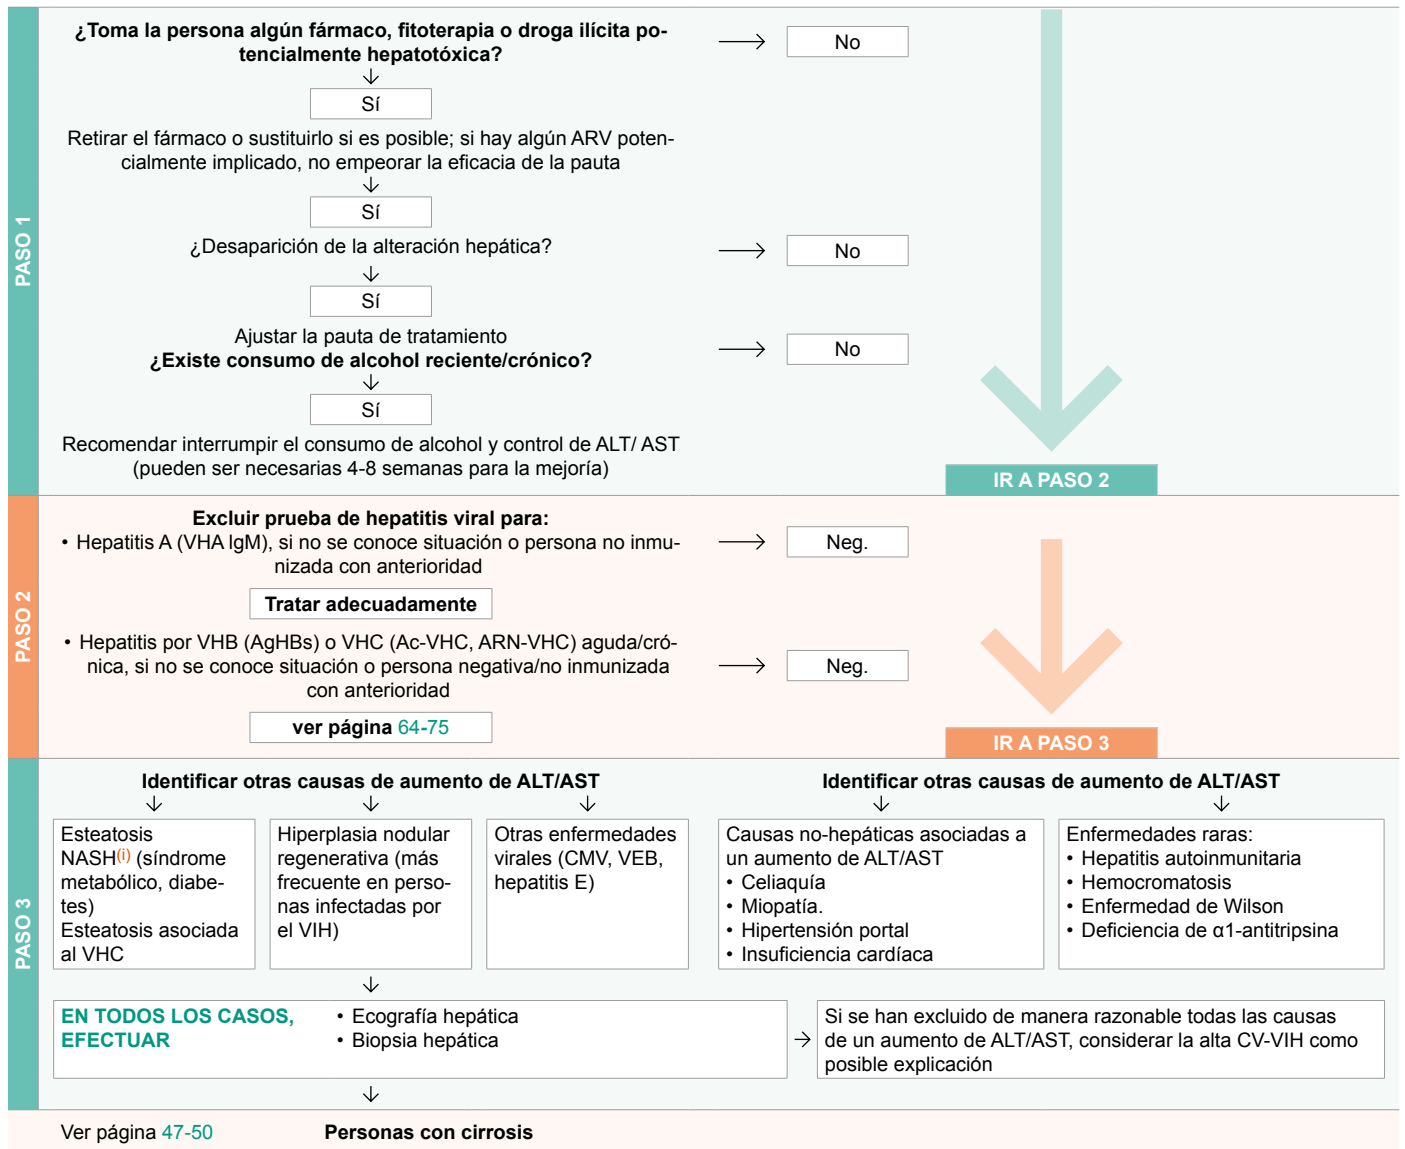 PASO 1
¿Toma la persona algún fármaco, fitoterapia o droga ilícita po-
tencialmente hepatotóxica?
No
Sí
Retirar el fármaco o sustituirlo si es posible; si hay algún ARV poten-
cialmente implicado, no empeorar la eficacia de la pauta
Sí
¿Desaparición de la alteración hepática?
No
Sí
Ajustar la pauta de tratamiento
¿Existe consumo de alcohol reciente/crónico?
No
Sí
Recomendar interrumpir el consumo de alcohol y control de ALT/ AST
(pueden ser necesarias 4-8 semanas para la mejoría)
IR A PASO 2
PASO 2
Excluir prueba de hepatitis viral para:
• Hepatitis A (VHA IgM), si no se conoce situación o persona no inmu-
nizada con anterioridad
Neg.
Tratar adecuadamente
• Hepatitis por VHB (AgHBs) o VHC (Ac-VHC, ARN-VHC) aguda/cró-
nica, si no se conoce situación o persona negativa/no inmunizada
con anterioridad
Neg.
ver página 64-75
IR A PASO 3
PASO 3
Identificar otras causas de aumento de ALT/AST
Esteatosis
NASH(i) (síndrome
metabólico, diabe-
tes)
Esteatosis asociada
al VHC
Hiperplasia nodular
regenerativa (más
frecuente en perso-
nas infectadas por
el VIH)
Otras enfermedades
virales (CMV, VEB,
hepatitis E)
Identificar otras causas de aumento de ALT/AST
Causas no-hepáticas asociadas a
un aumento de ALT/AST
• Celiaquía
• Miopatía.
• Hipertensión portal
• Insuficiencia cardíaca
Enfermedades raras:
• Hepatitis autoinmunitaria
• Hemocromatosis
• Enfermedad de Wilson
• Deficiencia de α1-antitripsina
EN TODOS LOS CASOS,
EFECTUAR
• Ecografía hepática
• Biopsia hepática
Si se han excluido de manera razonable todas las causas
de un aumento de ALT/AST, considerar la alta CV-VIH como
posible explicación
Ver página 47-50
Personas con cirrosis